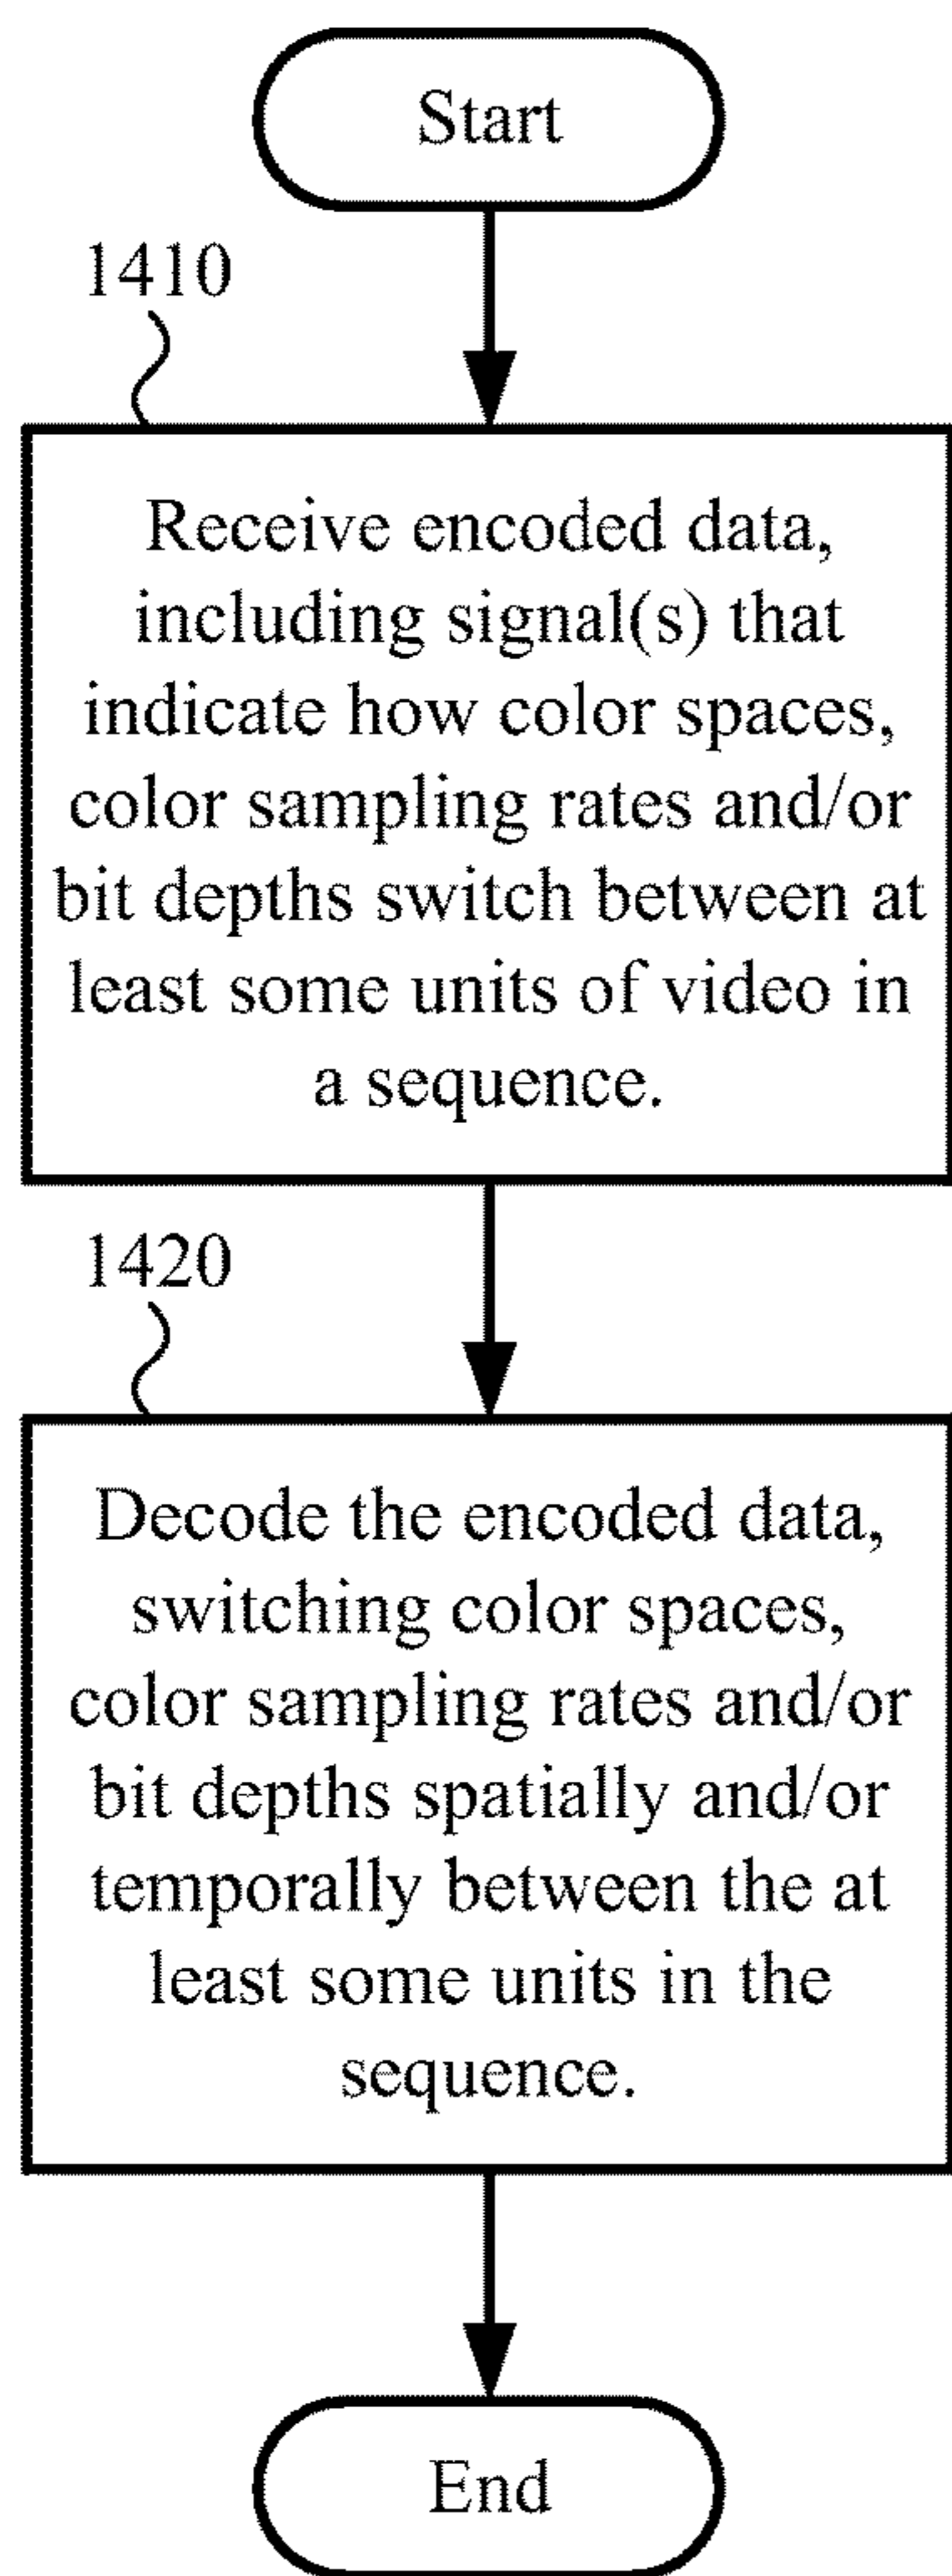 Start
1410
Receive encoded data,
including signal(s) that
indicate how color spaces,
color sampling rates and/or
bit depths switch between at
least some units of video in
a sequence.
1420
Decode the encoded data,
switching color spaces,
color sampling rates and/or
bit depths spatially and/or
temporally between the at
least some units in the
sequence.
End